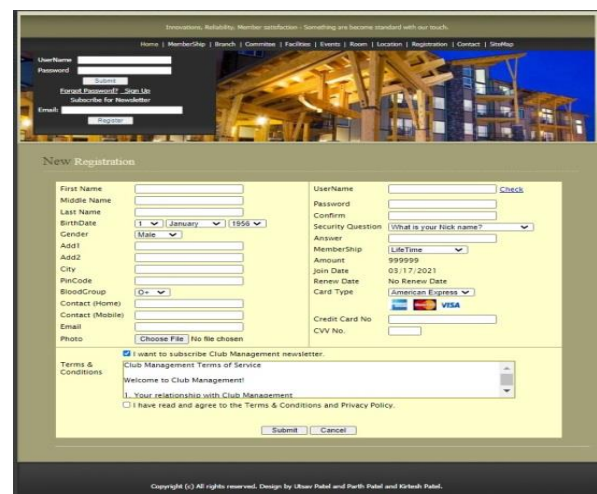 Innovations, Reliablity, Member satisfaction - Something are become standard with our touch.
Home | MemberShip | Branch | Commitee | Facilities | Events | Room | Location | Registration | Contact | SiteMap
UserName
Password
Submit
Forgot Password? Sign Up
Subscribe for Newsletter
Email:
Register
New Registration
First Name
Middle Name
Last Name
BirthDate 1 January 1956
Gender Male
Add1
Add2
City
PinCode
BloodGroup O+
Contact (Home)
Contact (Mobile)
Email
Photo Choose File No file chosen
UserName Check
Password
Confirm
Security Question What is your Nick name?
Answer
MemberShip LifeTime
Amount 999999
Join Date 03/17/2021
Renew Date No Renew Date
Card Type American Express
VISA
Credit Card No
CVV No.
I want to subscribe Club Management newsletter.
Terms & Conditions
Club Management Terms of Service
Welcome to Club Management!
1. Your relationship with Club Management
I have read and agree to the Terms & Conditions and Privacy Policy.
Submit Cancel
Copyright (c) All rights reserved. Design by Utsav Patel and Parth Patel and Kirtesh Patel.